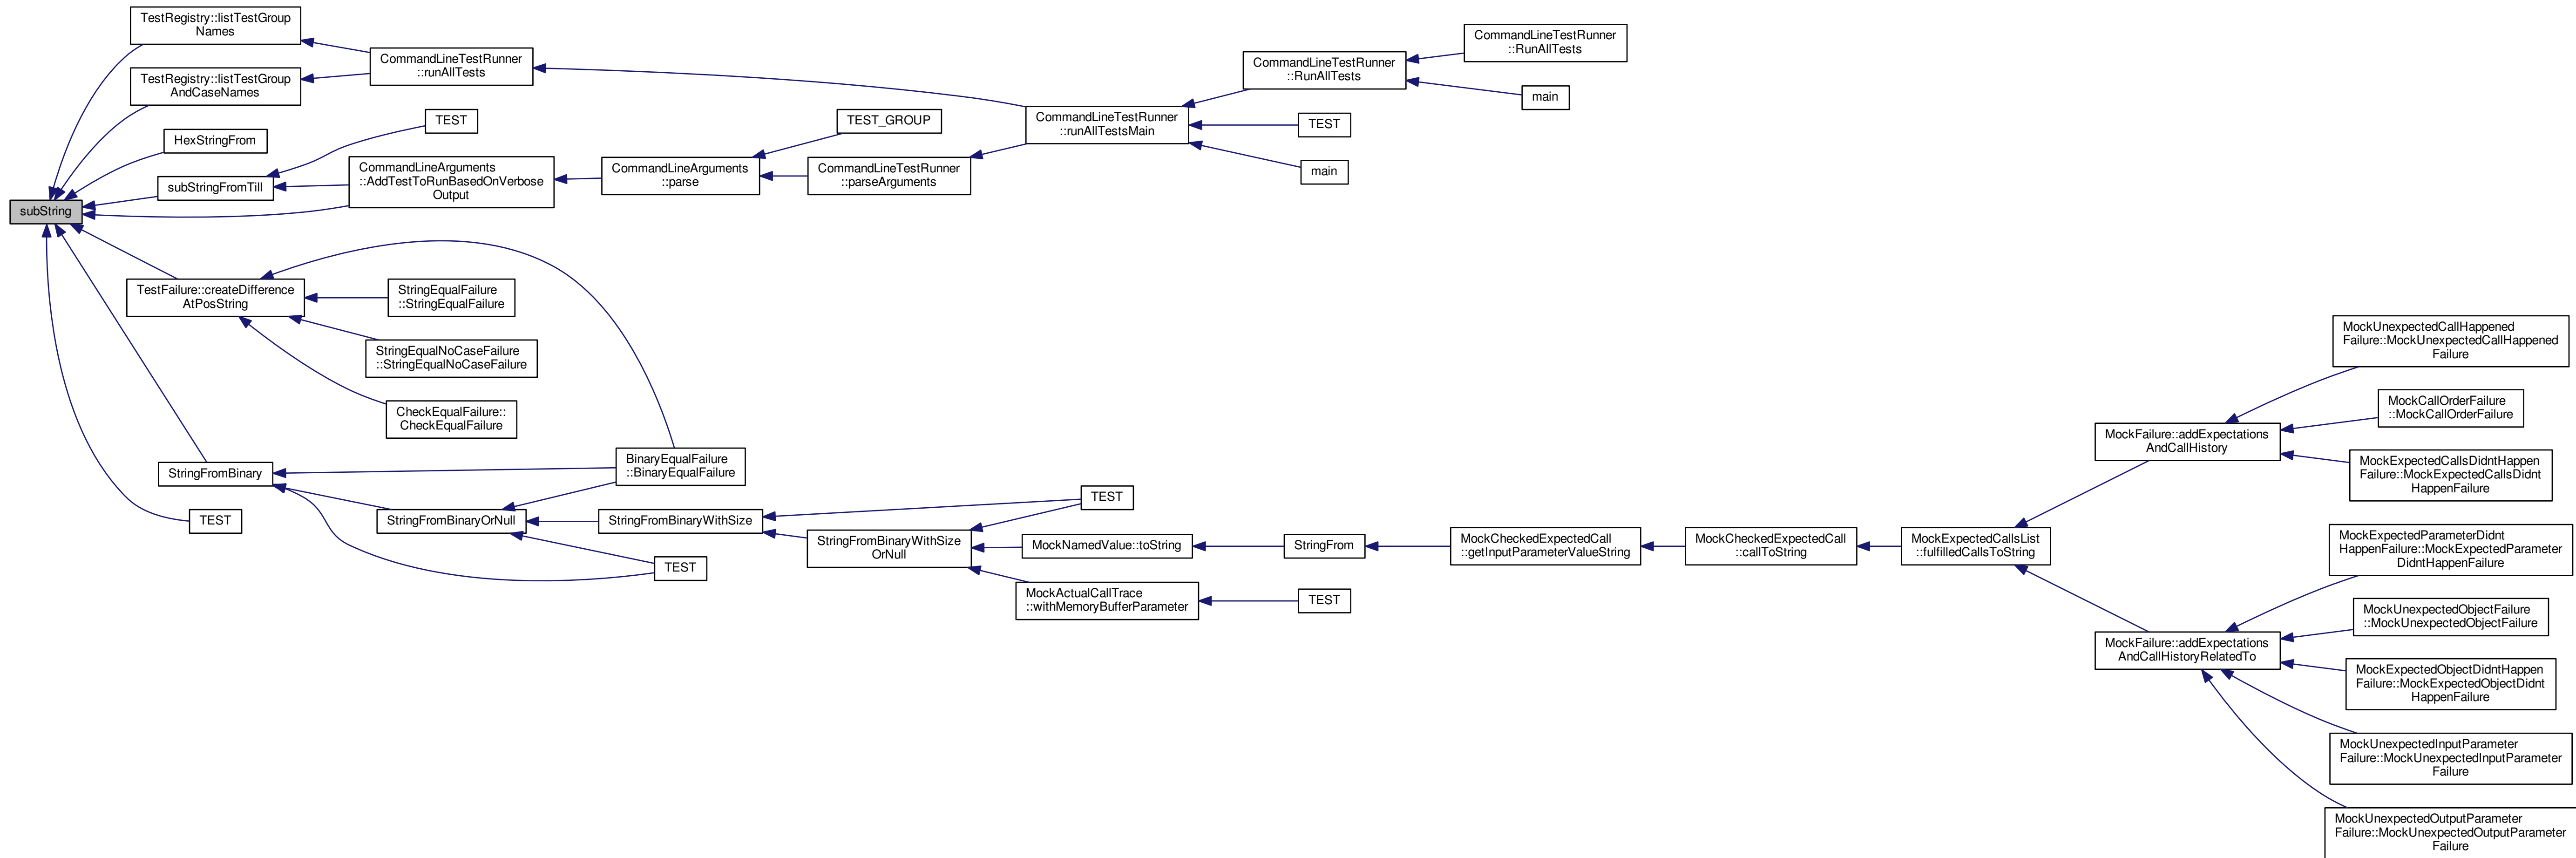 TestRegistry::listTestGroup
Names
TestRegistry::listTestGroup
AndCaseNames
HexStringFrom
subStringFromTill
subString
CommandLineTestRunner
::runAllTests
TEST
CommandLineArguments
::AddTestToRunBasedOnVerbose
Output
CommandLineArguments
::parse
TEST_GROUP
CommandLineTestRunner
::parseArguments
CommandLineTestRunner
::runAllTestsMain
CommandLineTestRunner
::RunAllTests
TEST
main
CommandLineTestRunner
::RunAllTests
main
TestFailure::createDifference
AtPosString
StringEqualFailure
::StringEqualFailure
StringEqualNoCaseFailure
::StringEqualNoCaseFailure
CheckEqualFailure::
CheckEqualFailure
StringFromBinary
TEST
BinaryEqualFailure
::BinaryEqualFailure
StringFromBinaryOrNull
StringFromBinaryWithSize
TEST
TEST
StringFromBinaryWithSize
OrNull
MockNamedValue::toString
MockActualCallTrace
::withMemoryBufferParameter
StringFrom
TEST
MockCheckedExpectedCall
::getInputParameterValueString
MockCheckedExpectedCall
::callToString
MockExpectedCallsList
::fulfilledCallsToString
MockFailure::addExpectations
AndCallHistory
MockFailure::addExpectations
AndCallHistoryRelatedTo
MockUnexpectedCallHappened
Failure::MockUnexpectedCallHappened
Failure
MockCallOrderFailure
::MockCallOrderFailure
MockExpectedCallsDidntHappen
Failure::MockExpectedCallsDidnt
HappenFailure
MockExpectedParameterDidnt
HappenFailure::MockExpectedParameter
DidntHappenFailure
MockUnexpectedObjectFailure
::MockUnexpectedObjectFailure
MockExpectedObjectDidntHappen
Failure::MockExpectedObjectDidnt
HappenFailure
MockUnexpectedInputParameter
Failure::MockUnexpectedInputParameter
Failure
MockUnexpectedOutputParameter
Failure::MockUnexpectedOutputParameter
Failure